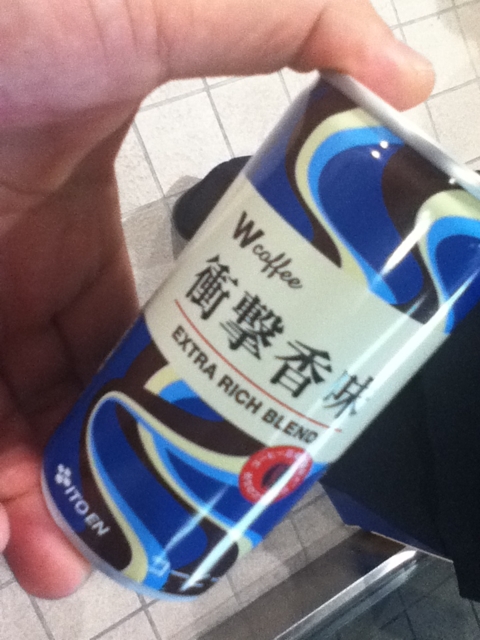 W coffee
衝撃香味
EXTRA RICH BLEND
ITO EN